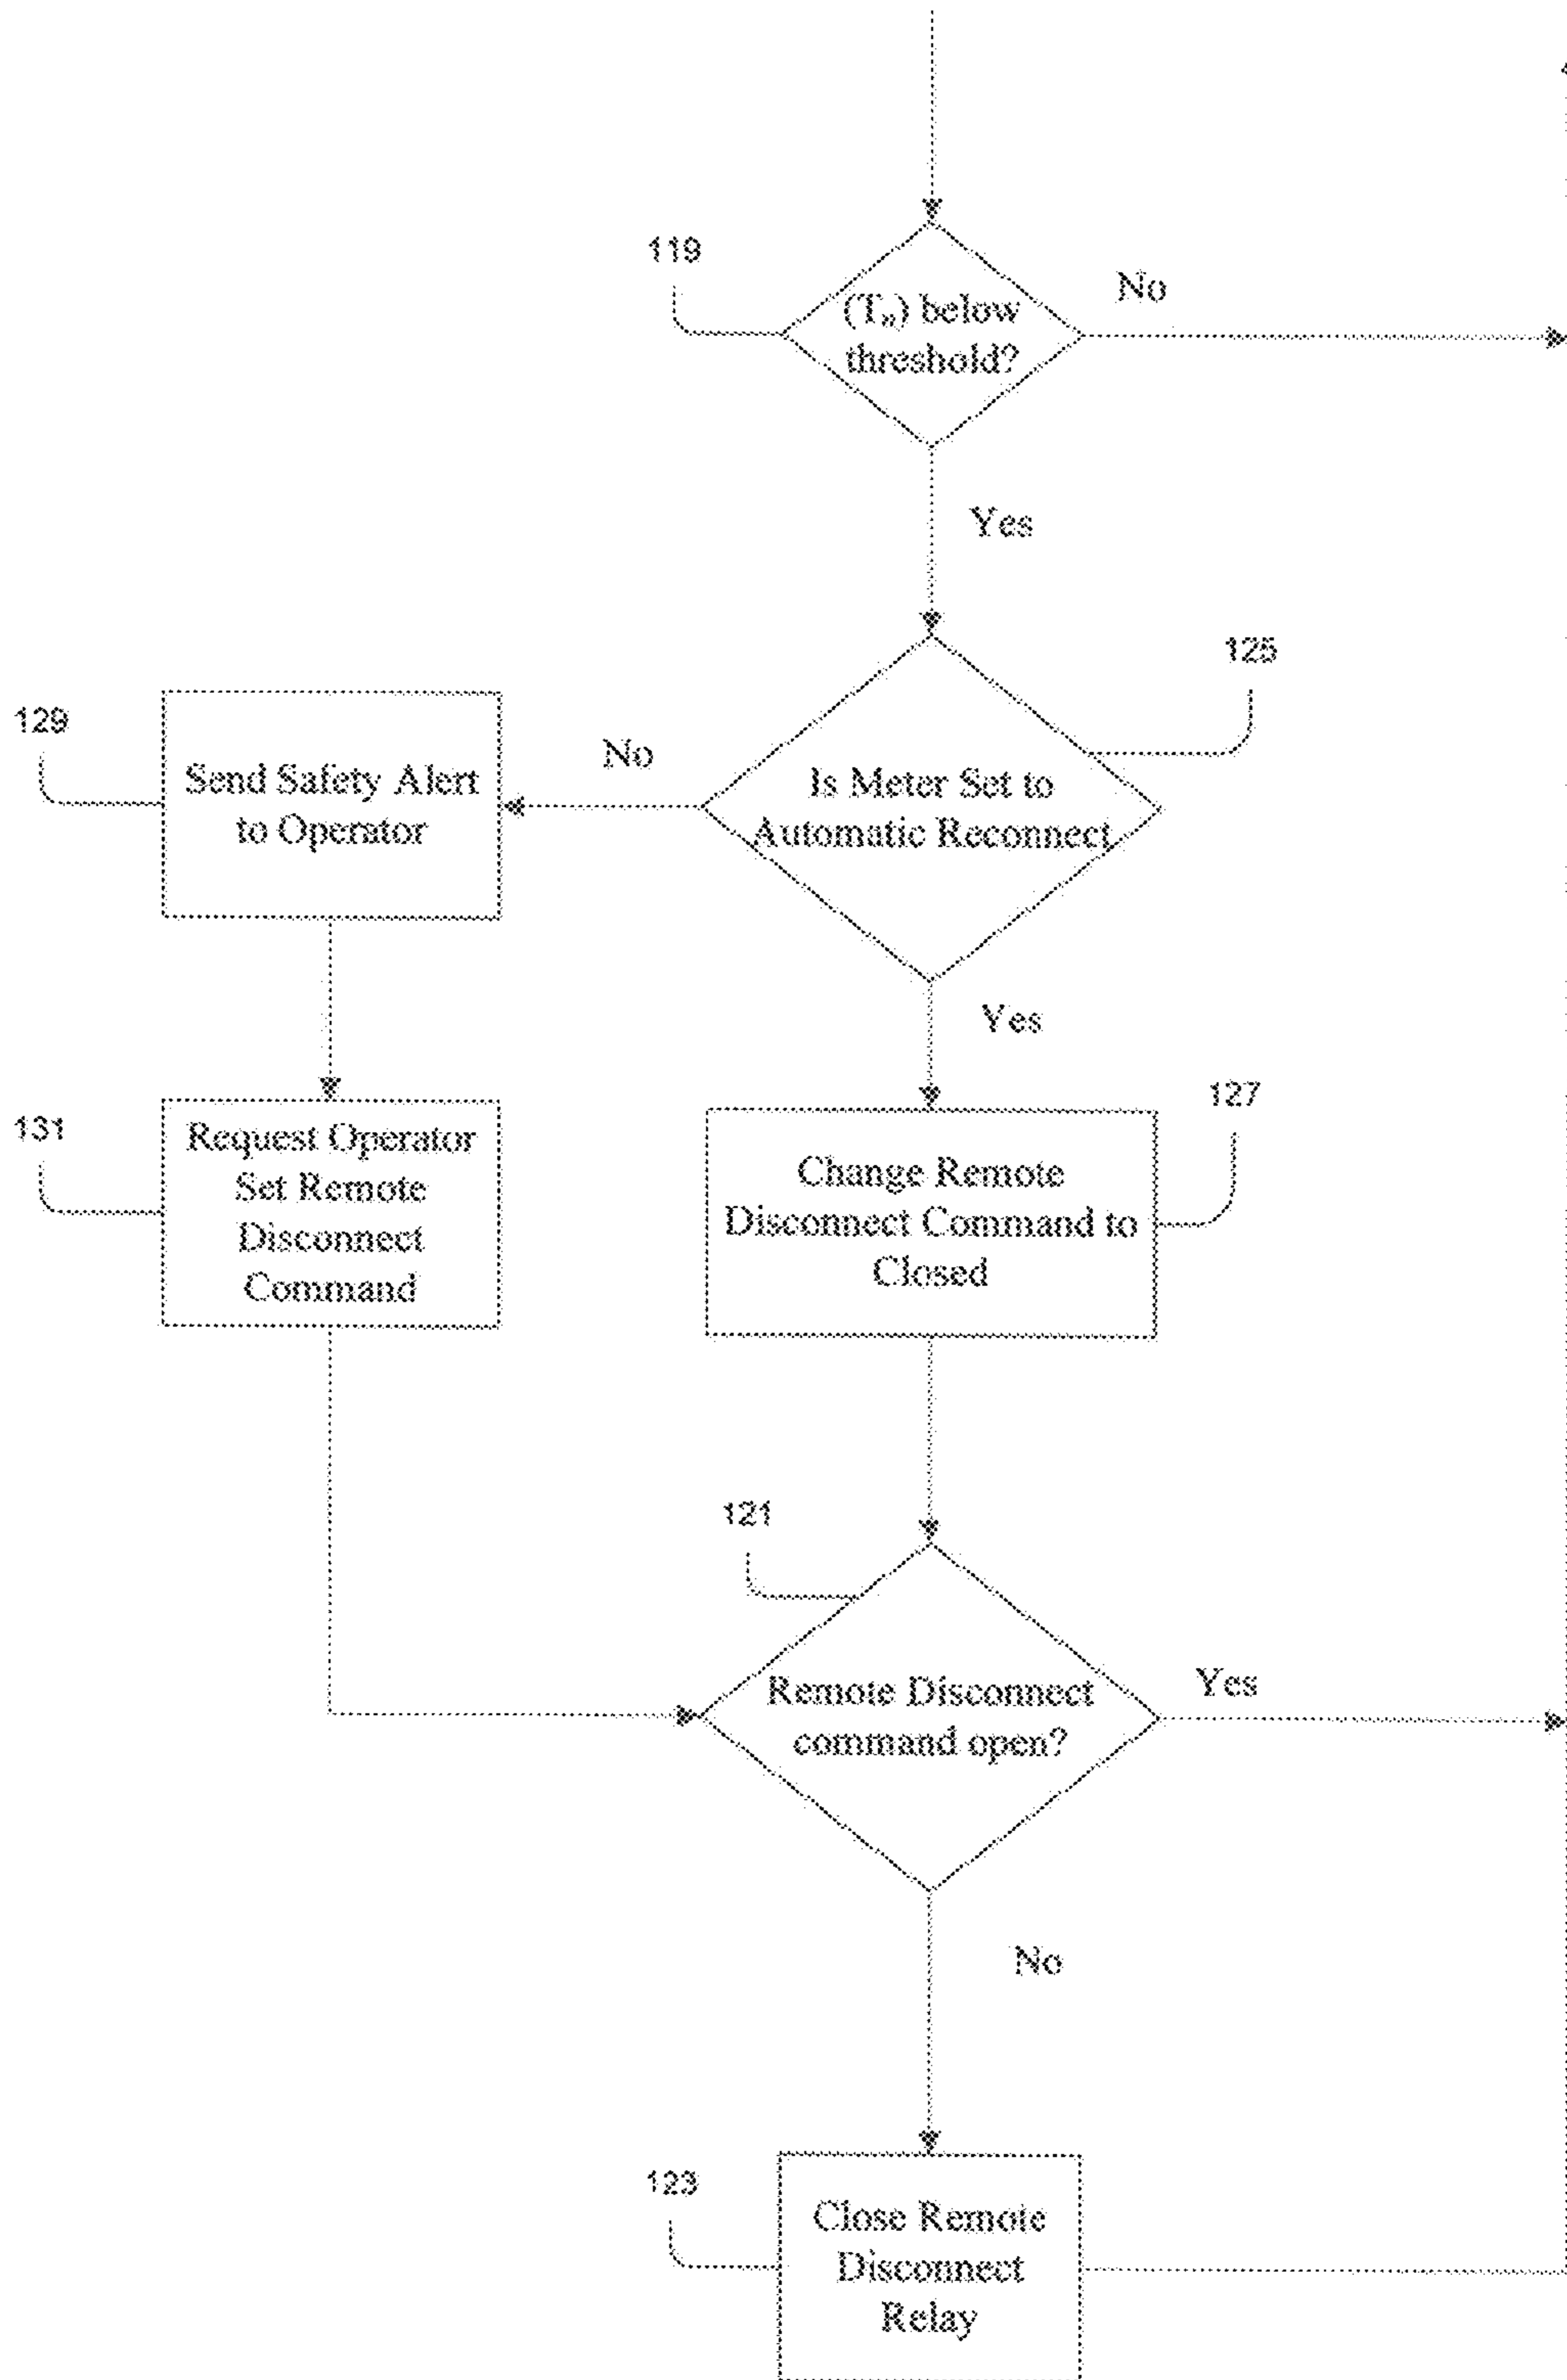 119
(Tn) below
threshold?
No
Yes
125
Is Meter Set to
Automatic Reconnect
No
129
Send Safety Alert
to Operator
Yes
131
Request Operator
Set Remote
Disconnect
Command
127
Change Remote
Disconnect Command to
Closed
121
Remote Disconnect
command open?
Yes
No
123
Close Remote
Disconnect
Relay